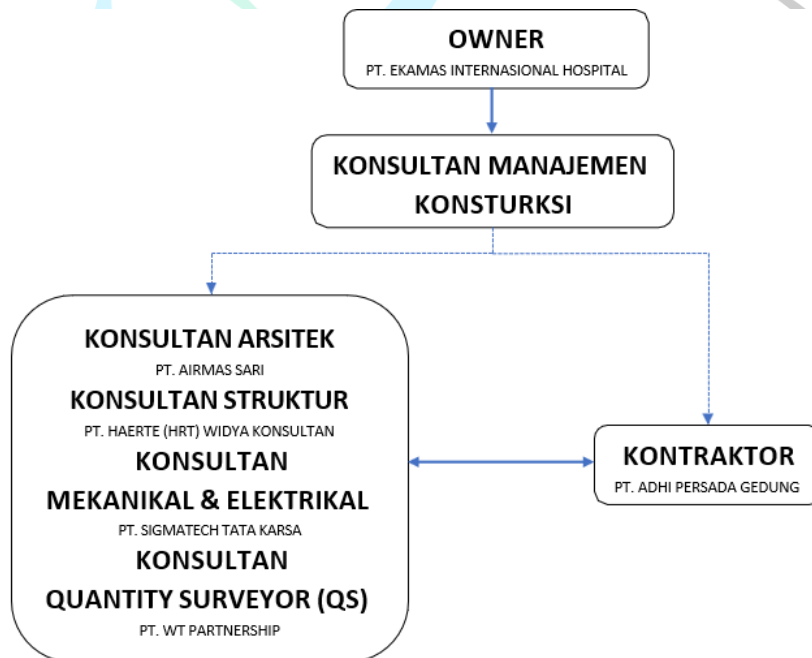 OWNER
PT. EKAMAS INTERNASIONAL HOSPITAL
KONSULTAN MANAJEMEN
KONSTURKSI
KONSULTAN ARSITEK
PT. AIRMAS SARI
KONSULTAN STRUKTUR
PT. HAERTE (HRT) WIDYA KONSULTAN
KONSULTAN
MEKANIKAL & ELEKTRIKAL
PT. SIGMATECH TATA KARSA
KONSULTAN
QUANTITY SURVEYOR (QS)
PT. WT PARTNERSHIP
KONTRAKTOR
PT. ADHI PERSADA GEDUNG